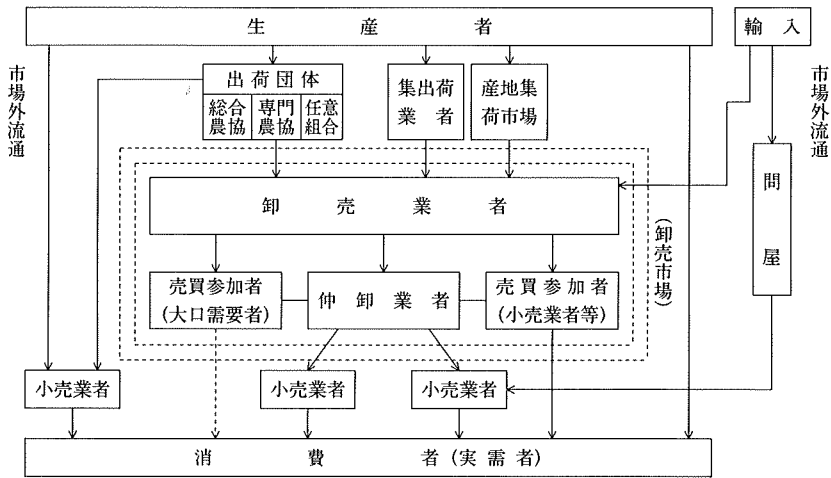 生産者
輸入
市場外流通
市場外流通
出荷団体
総合
農協
専門
農協
任意
組合
集出荷
業者
産地集
荷市場
問屋
卸売業者
(卸売市場)
売買参加者
(大口需要者)
仲卸業者
売買参加者
(小売業者等)
小売業者
小売業者
小売業者
消費者(実需者)